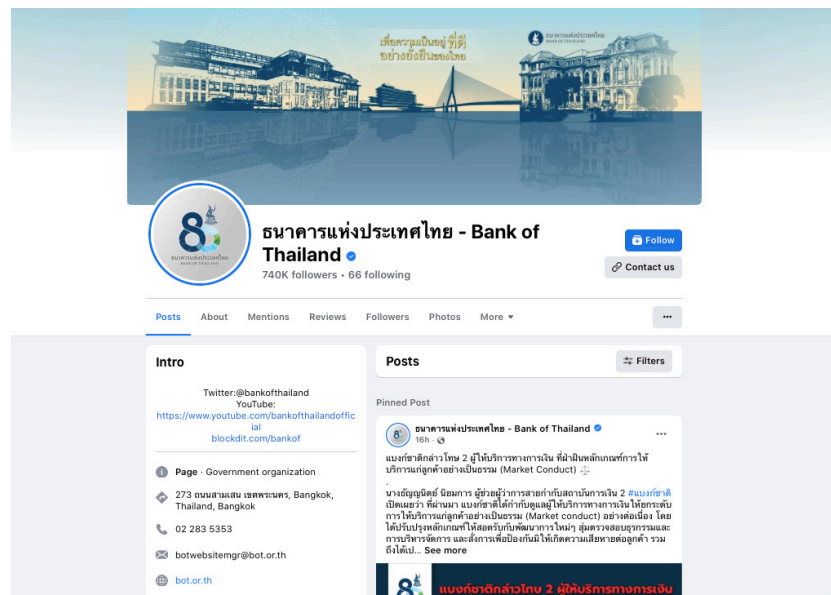 เพื่อความเป็นอยู่ ที่ดี
อย่างยั่งยืนของไทย
ธนาคารแห่งประเทศไทย
BANK OF THAILAND
ธนาคารแห่งประเทศไทย
BANK OF THAILAND
ธนาคารแห่งประเทศไทย - Bank of
Thailand
740K followers • 66 following
Follow
Contact us
Posts About Mentions Reviews Followers Photos More
Intro
Twitter:@bankofthailand
YouTube:
https://www.youtube.com/bankofthailandoffic
ial
blockdit.com/bankof
Page · Government organization
273 ถนนสามเสน เขตพระนคร, Bangkok,
Thailand, Bangkok
02 283 5353
botwebsitemgr@bot.or.th
bot.or.th
Posts
Filters
Pinned Post
ธนาคารแห่งประเทศไทย - Bank of Thailand
16h ·
แบงก์ชาติกล่าวโทษ 2 ผู้ให้บริการทางการเงิน ที่ฝ่าฝืนหลักเกณฑ์การให้
บริการแก่ลูกค้าอย่างเป็นธรรม (Market Conduct)
.
นางธัญญนิตย์ นิยมการ ผู้ช่วยผู้ว่าการสายกำกับสถาบันการเงิน 2 #แบงก์ชาติ
เปิดเผยว่า ที่ผ่านมา แบงก์ชาติได้กำกับดูแลผู้ให้บริการทางการเงินให้ยกระดับ
การให้บริการแก่ลูกค้าอย่างเป็นธรรม (Market conduct) อย่างต่อเนื่อง โดย
ได้ปรับปรุงหลักเกณฑ์ให้สอดรับกับพัฒนาการใหม่ๆ สุ่มตรวจสอบธุรกรรมและ
การบริหารจัดการ และสั่งการเพื่อป้องกันมิให้เกิดความเสียหายต่อลูกค้า รวม
ถึงได้เป... See more
แบงก์ชาติกล่าวโทษ 2 ผู้ให้บริการทางการเงิน